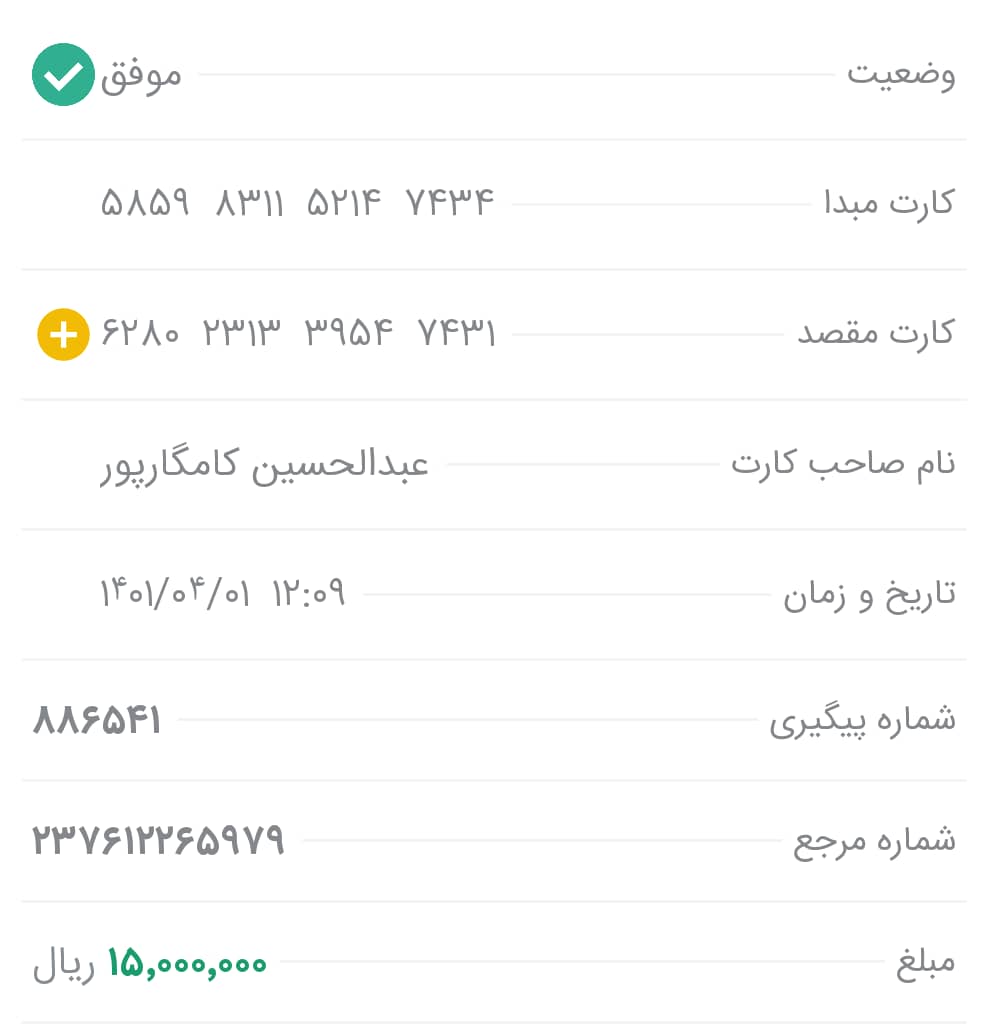 وضعیت موفق
کارت مبدا ۵۸۵۹ ۸۳۱۱ ۵۲۱۴ ۷۴۳۴
کارت مقصد ۶۲۸۰ ۲۳۱۳ ۳۹۵۴ ۷۴۳۱
نام صاحب کارت عبدالحسین کامگارپور
تاریخ و زمان ۱۴۰۱/۰۴/۰۱ ۱۲:۰۹
شماره پیگیری ۸۸۶۵۴۱
شماره مرجع ۲۳۷۶۱۲۲۶۵۹۷۹
مبلغ ۱۵,۰۰۰,۰۰۰ ریال